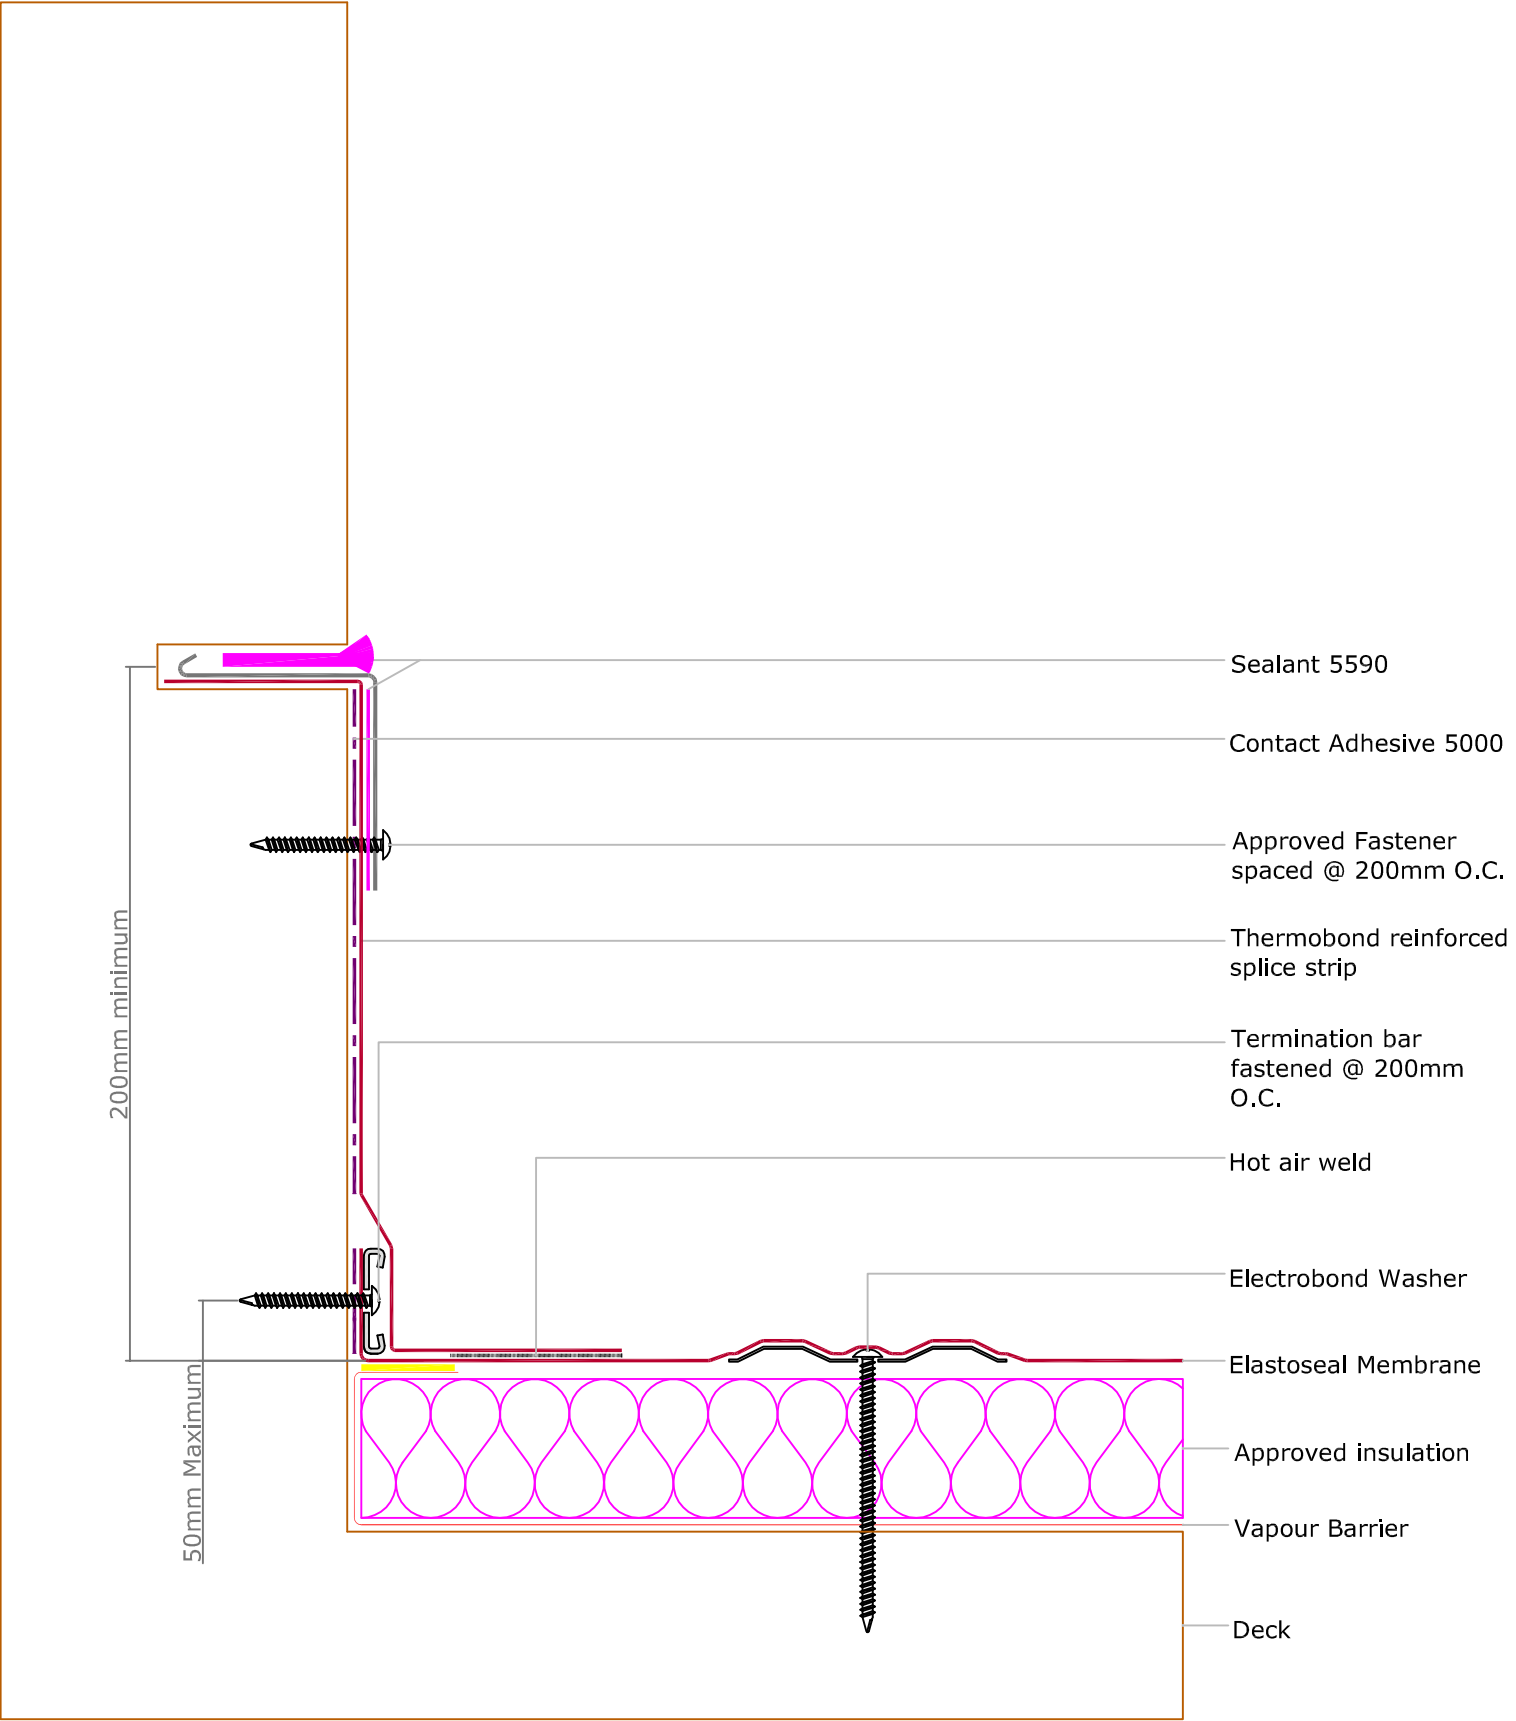 Sealant 5590
Contact Adhesive 5000
Approved Fastener
spaced @ 200mm O.C.
200mm minimum
Thermobond reinforced
splice strip
Termination bar
fastened @ 200mm
O.C.
Hot air weld
Electrobond Washer
Elastoseal Membrane
50mm Maximum
Approved insulation
Vapour Barrier
Deck